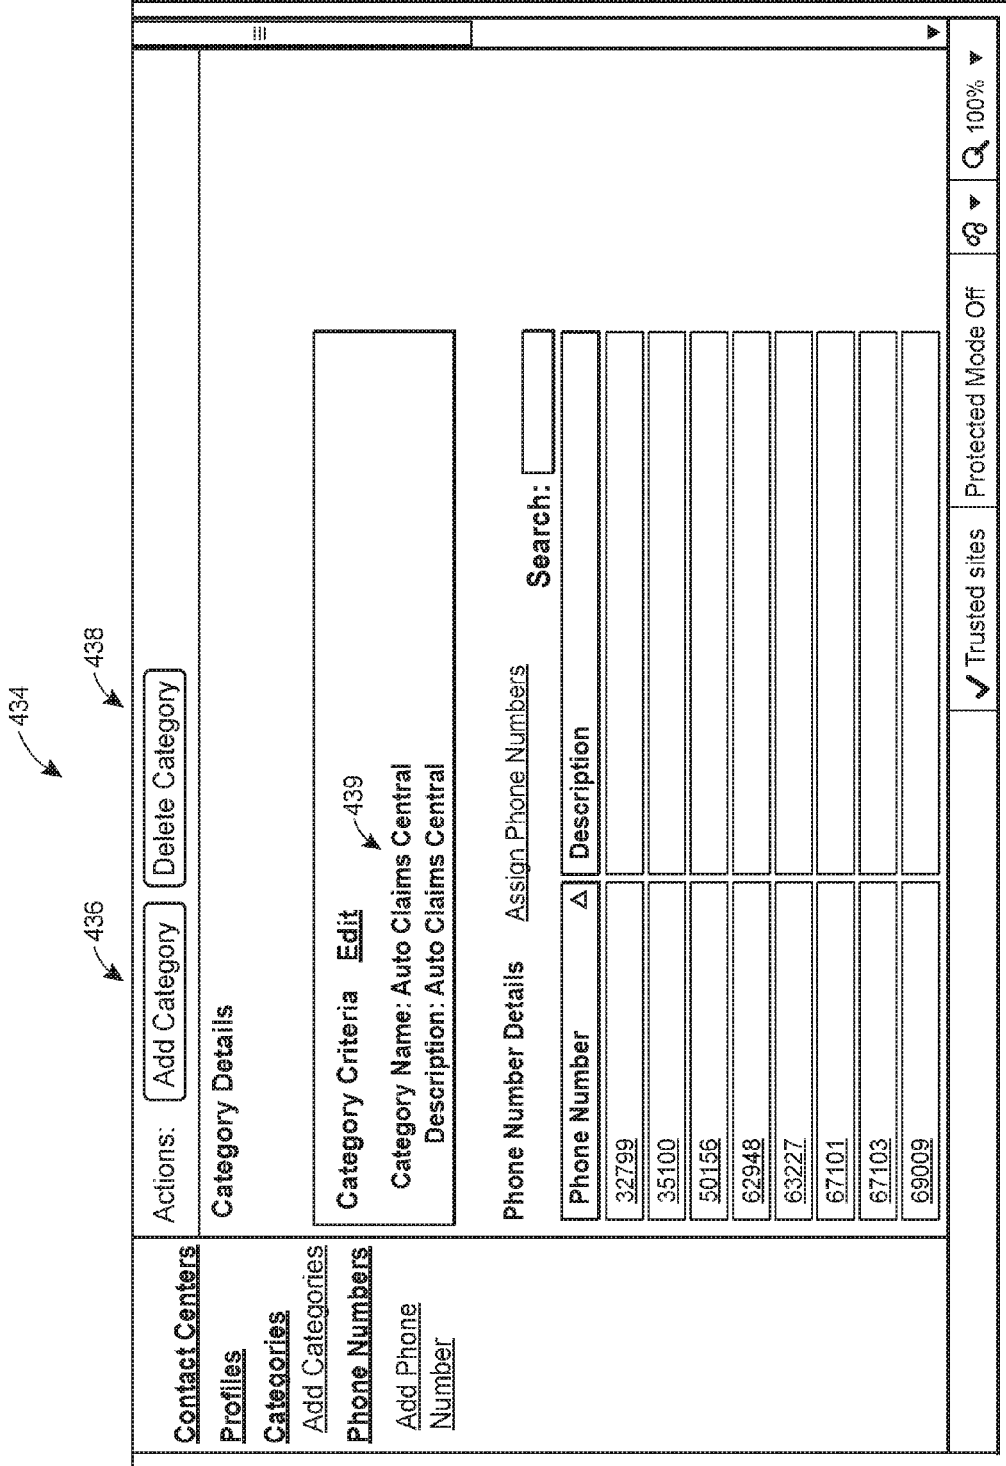 434
436
438
Contact Centers
Profiles
Categories
Add Categories
Phone Numbers
Add Phone
Number
Actions: Add Category Delete Category
Category Details
Category Criteria Edit
439
Category Name: Auto Claims Central
Description: Auto Claims Central
Phone Number Details Assign Phone Numbers
Search:
Phone Number Description
32799
35100
50156
62948
63227
67101
67103
69009
Trusted sites Protected Mode Off 100%